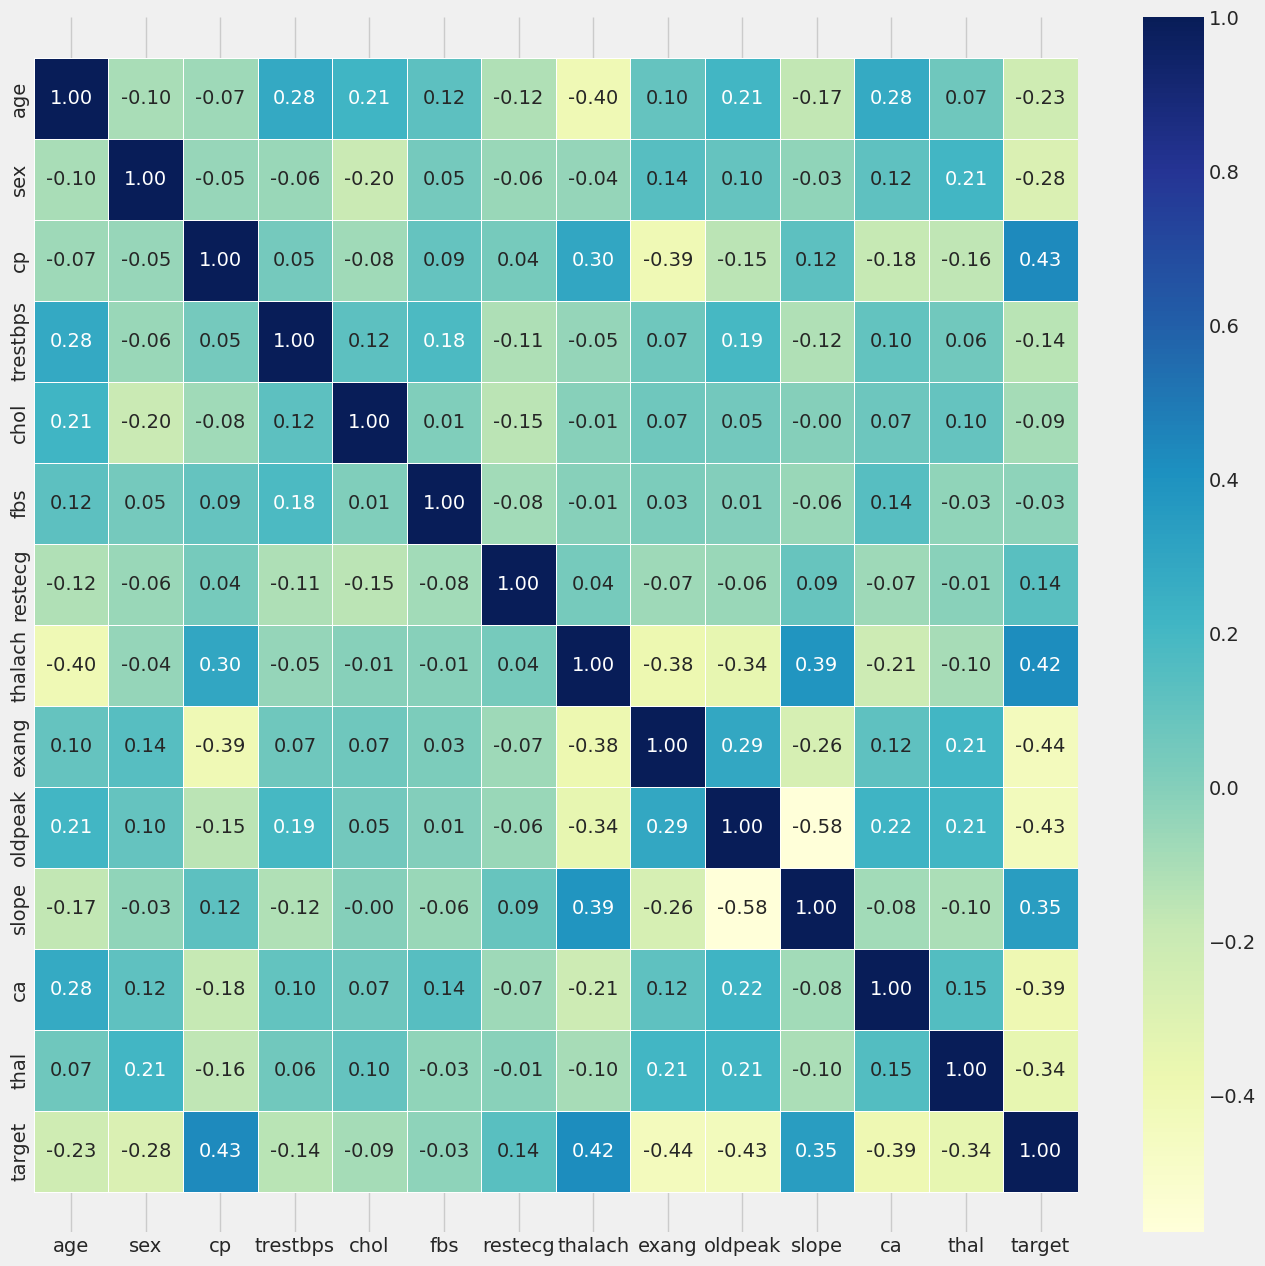 age 1.00 -0.10 -0.07 0.28 0.21 0.12 -0.12 -0.40 0.10 0.21 -0.17 0.28 0.07 -0.23
sex -0.10 1.00 -0.05 -0.06 -0.20 0.05 -0.06 -0.04 0.14 0.10 -0.03 0.12 0.21 -0.28
cp -0.07 -0.05 1.00 0.05 -0.08 0.09 0.04 0.30 -0.39 -0.15 0.12 -0.18 -0.16 0.43
trestbps 0.28 -0.06 0.05 1.00 0.12 0.18 -0.11 -0.05 0.07 0.19 -0.12 0.10 0.06 -0.14
chol 0.21 -0.20 -0.08 0.12 1.00 0.01 -0.15 -0.01 0.07 0.05 -0.00 0.07 0.10 -0.09
fbs 0.12 0.05 0.09 0.18 0.01 1.00 -0.08 -0.01 0.03 0.01 -0.06 0.14 -0.03 -0.03
restecg -0.12 -0.06 0.04 -0.11 -0.15 -0.08 1.00 0.04 -0.07 -0.06 0.09 -0.07 -0.01 0.14
thalach -0.40 -0.04 0.30 -0.05 -0.01 -0.01 0.04 1.00 -0.38 -0.34 0.39 -0.21 -0.10 0.42
exang 0.10 0.14 -0.39 0.07 0.07 0.03 -0.07 -0.38 1.00 0.29 -0.26 0.12 0.21 -0.44
oldpeak 0.21 0.10 -0.15 0.19 0.05 0.01 -0.06 -0.34 0.29 1.00 -0.58 0.22 0.21 -0.43
slope -0.17 -0.03 0.12 -0.12 -0.00 -0.06 0.09 0.39 -0.26 -0.58 1.00 -0.08 -0.10 0.35
ca 0.28 0.12 -0.18 0.10 0.07 0.14 -0.07 -0.21 0.12 0.22 -0.08 1.00 0.15 -0.39
thal 0.07 0.21 -0.16 0.06 0.10 -0.03 -0.01 -0.10 0.21 0.21 -0.10 0.15 1.00 -0.34
target -0.23 -0.28 0.43 -0.14 -0.09 -0.03 0.14 0.42 -0.44 -0.43 0.35 -0.39 -0.34 1.00
age sex cp trestbps chol fbs restecg thalach exang oldpeak slope ca thal target
1.0
0.8
0.6
0.4
0.2
0.0
−0.2
−0.4